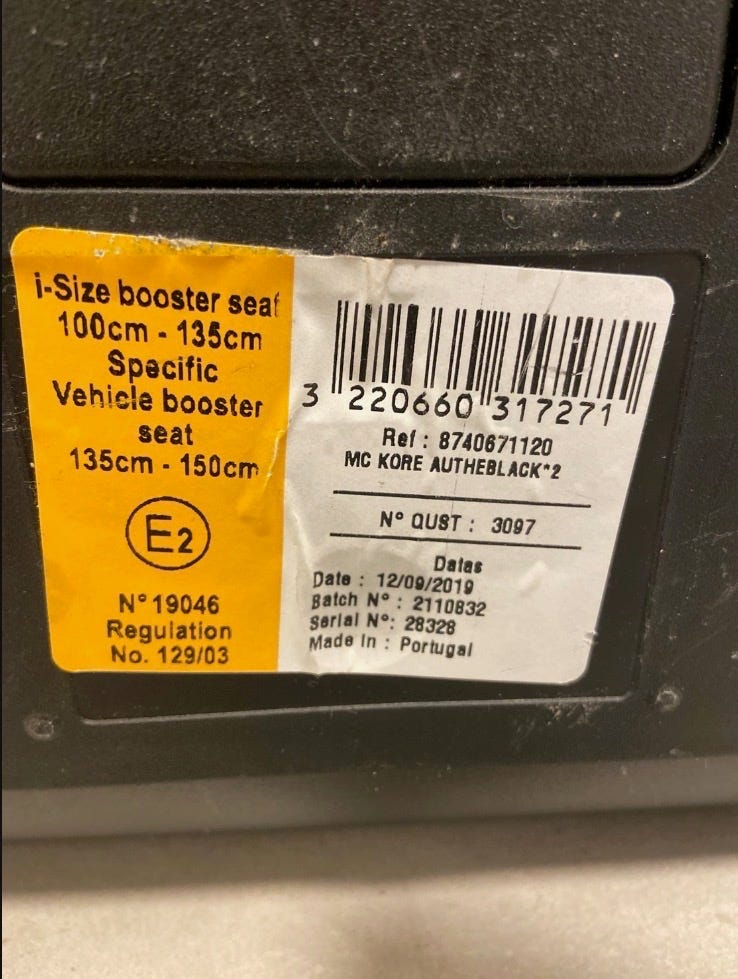 i-Size booster seat
100cm - 135cm
Specific
Vehicle booster
seat
135cm - 150cm
E2
N° 19046
Regulation
No. 129/03
3 220660 317271
Ref : 8740671120
MC KORE AUTHEBLACK*2
N° QUST : 3097
Datas
Date : 12/09/2019
Batch N° : 2110832
Serial N°: 28328
Made In : Portugal